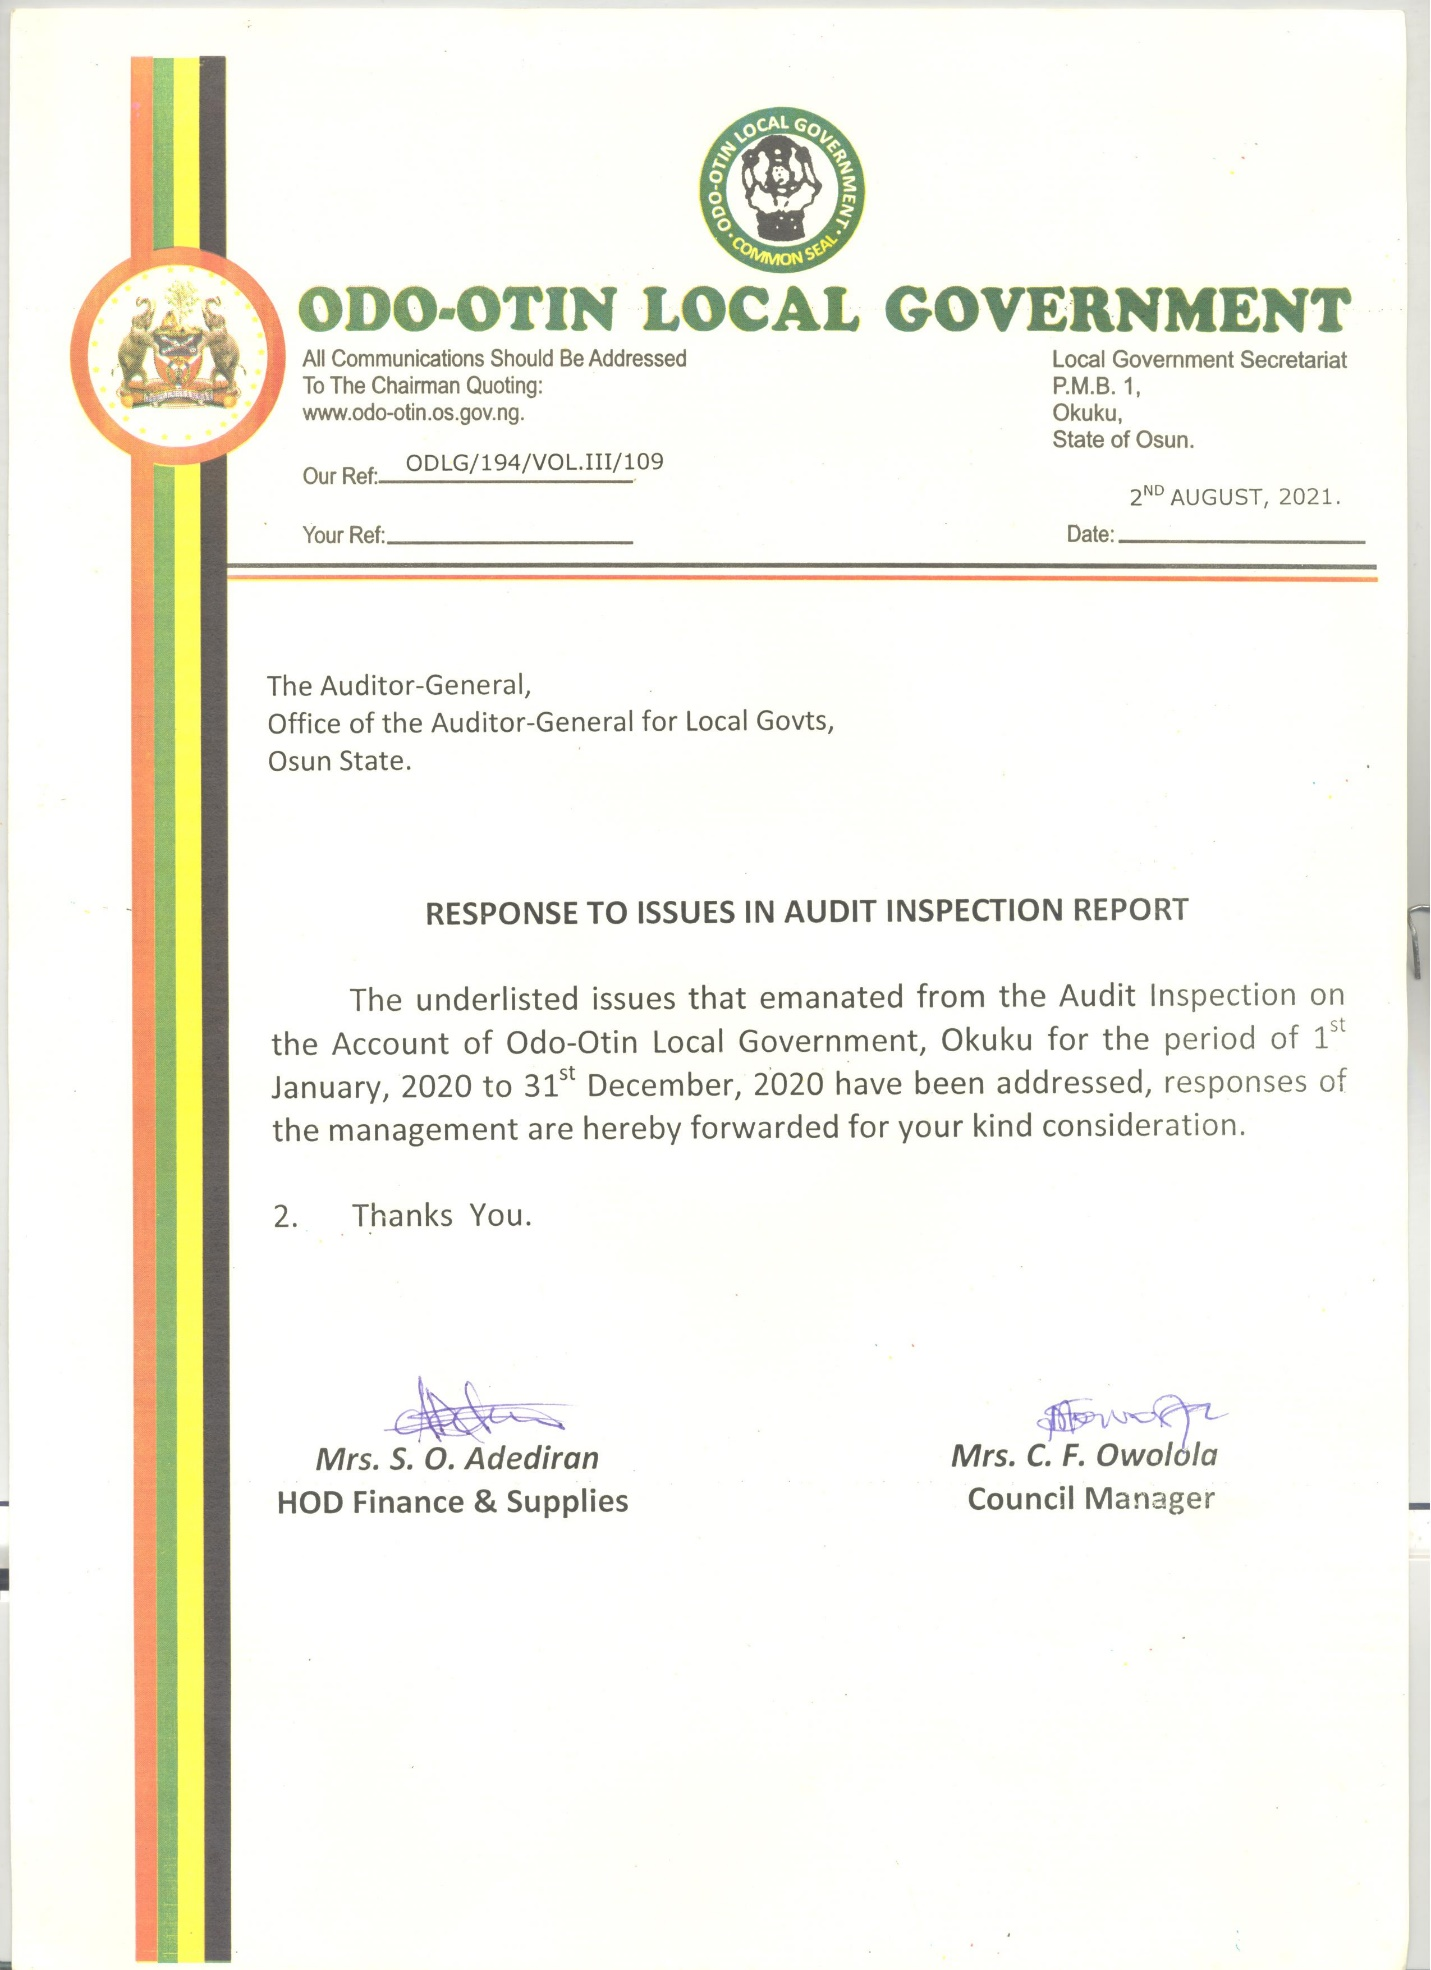 ODO-OTIN LOCAL GOVERNMENT
· COMMON SEAL ·
ODO-OTIN LOCAL GOVERNMENT
All Communications Should Be Addressed
To The Chairman Quoting:
www.odo-otin.os.gov.ng.
Local Government Secretariat
P.M.B. 1,
Okuku,
State of Osun.
Our Ref: ODLG/194/VOL.III/109
2ND AUGUST, 2021.
Your Ref:
Date:
The Auditor-General,
Office of the Auditor-General for Local Govts,
Osun State.
RESPONSE TO ISSUES IN AUDIT INSPECTION REPORT
The underlisted issues that emanated from the Audit Inspection on
the Account of Odo-Otin Local Government, Okuku for the period of 1st
January, 2020 to 31st December, 2020 have been addressed, responses of
the management are hereby forwarded for your kind consideration.
2. Thanks You.
Mrs. S. O. Adediran
HOD Finance & Supplies
Mrs. C. F. Owolola
Council Manager